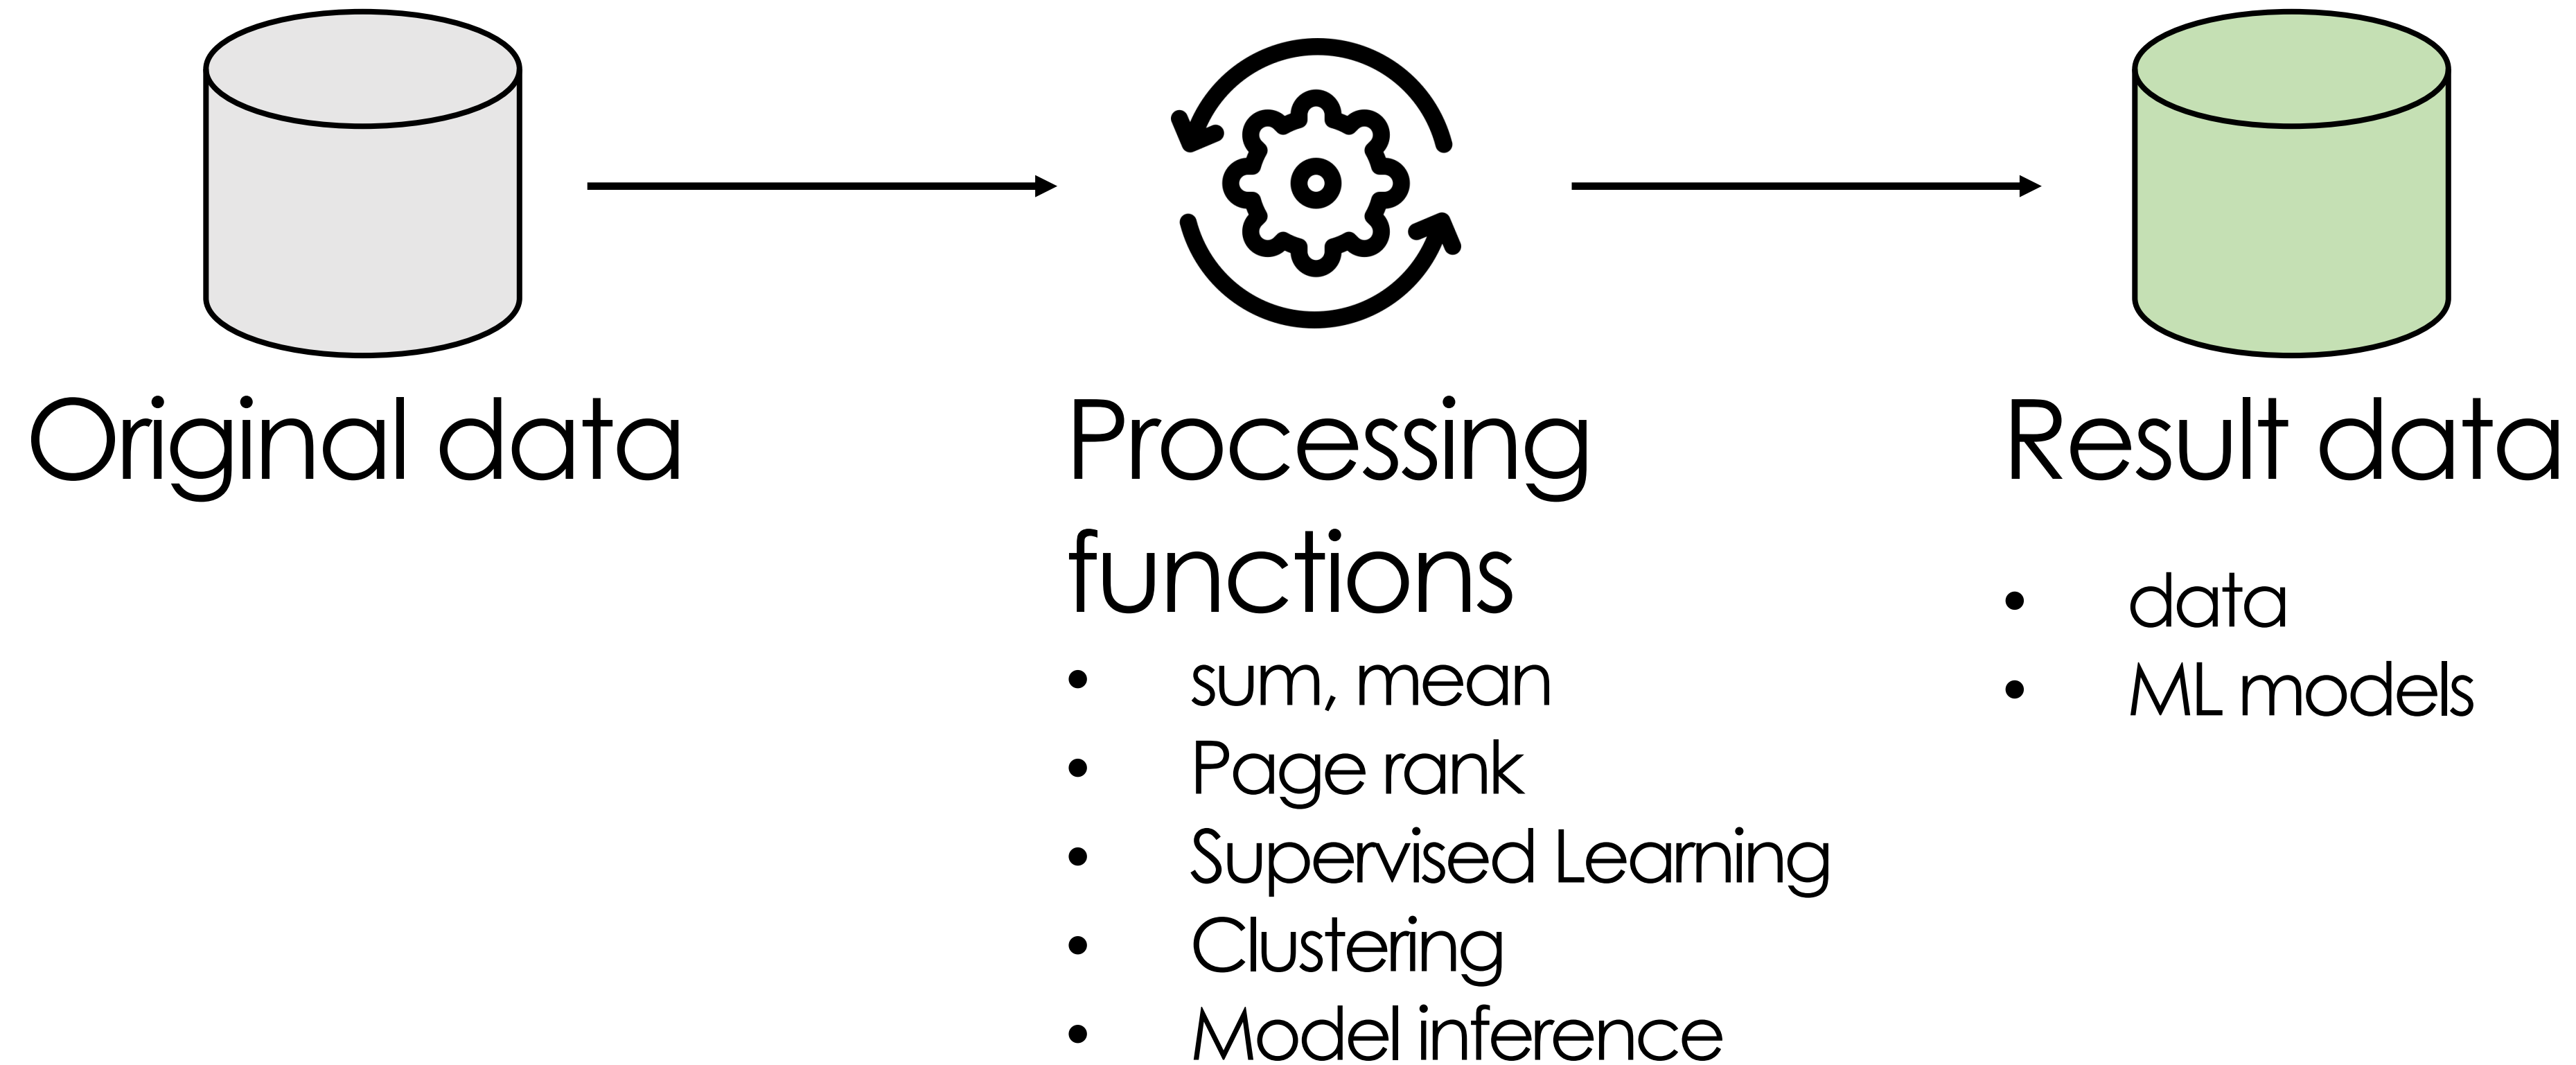 Original data
Processing
functions
• sum, mean
• Page rank
• Supervised Learning
• Clustering
• Model inference
Result data
• data
• ML models